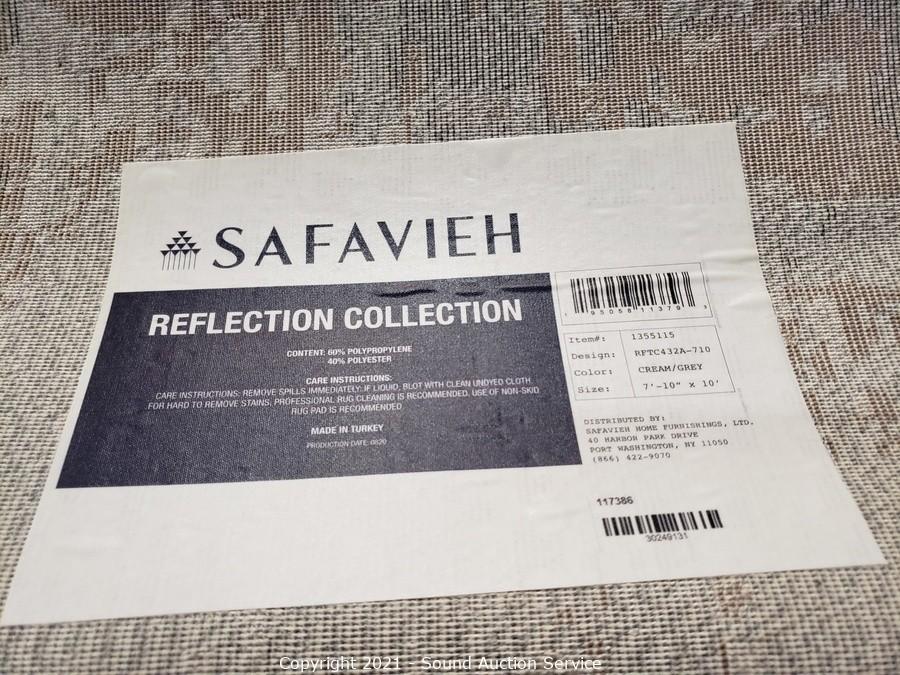 SAFAVIEH
REFLECTION COLLECTION
CONTENT: 60% POLYPROPYLENE
40% POLYESTER
CARE INSTRUCTIONS:
CARE INSTRUCTIONS: REMOVE SPILLS IMMEDIATELY; IF LIQUID, BLOT WITH CLEAN UNDYED CLOTH.
FOR HARD TO REMOVE STAINS, PROFESSIONAL RUG CLEANING IS RECOMMENDED. USE OF NON-SKID
RUG PAD IS RECOMMENDED.
MADE IN TURKEY
PRODUCTION DATE: 0820
95058 11379 3
Item#: 1355115
Design: RFTC432A-710
Color: CREAM/GREY
Size: 7'-10" X 10'
DISTRIBUTED BY:
SAFAVIEH HOME FURNISHINGS, LTD.
40 HARBOR PARK DRIVE
PORT WASHINGTON, NY 11050
(866) 422-9070
117386
30249131
Copyright 2021 - Sound Auction Service